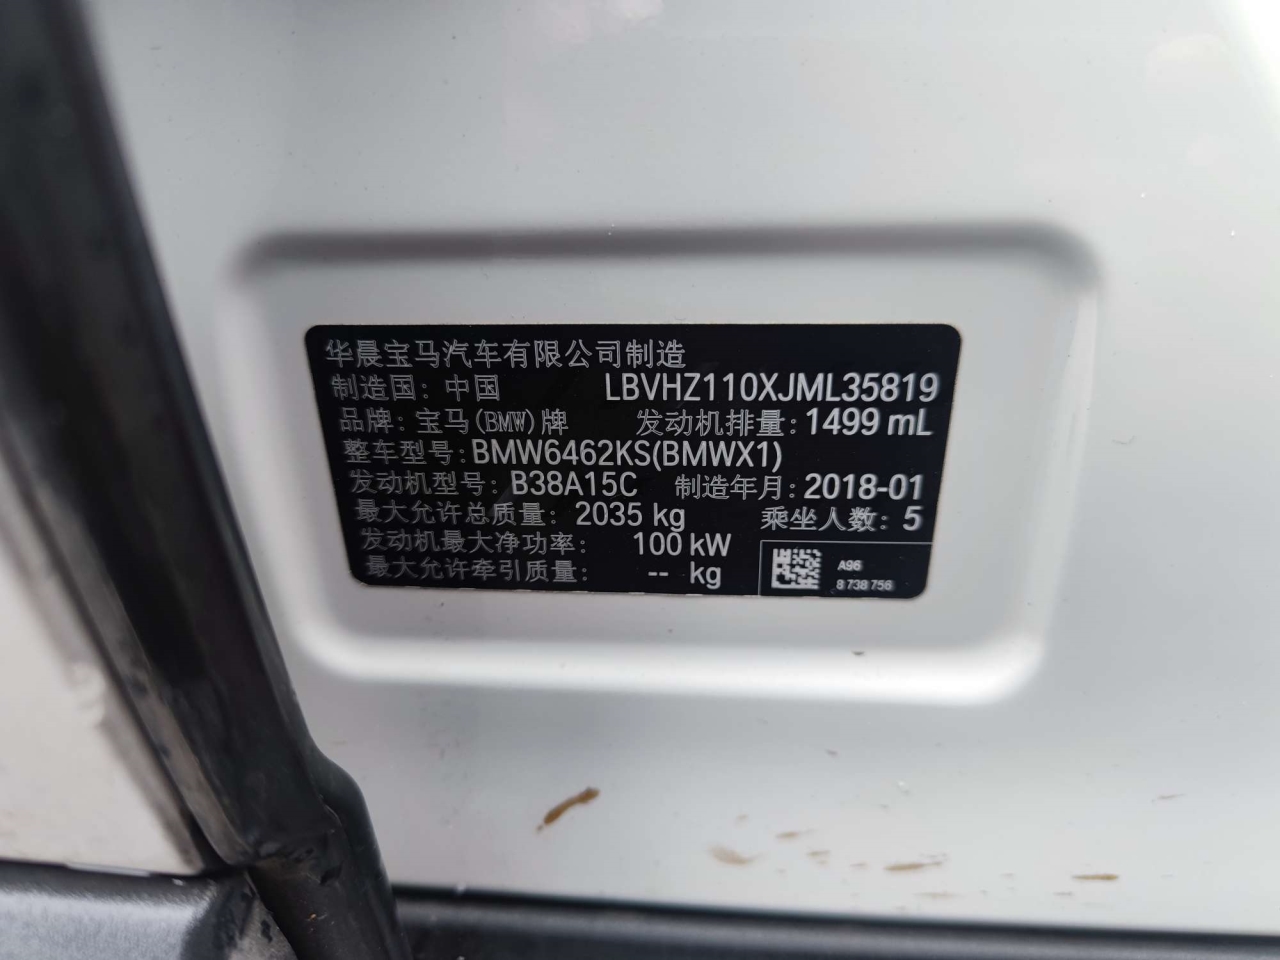 华晨宝马汽车有限公司制造
制造国：中国 LBVHZ110XJML35819
品牌：宝马(BMW)牌 发动机排量：1499 mL
整车型号：BMW6462KS(BMWX1)
发动机型号：B38A15C 制造年月：2018-01
最大允许总质量：2035 kg 乘坐人数：5
发动机最大净功率：100 kW
最大允许牵引质量：-- kg
A96
8 738 756